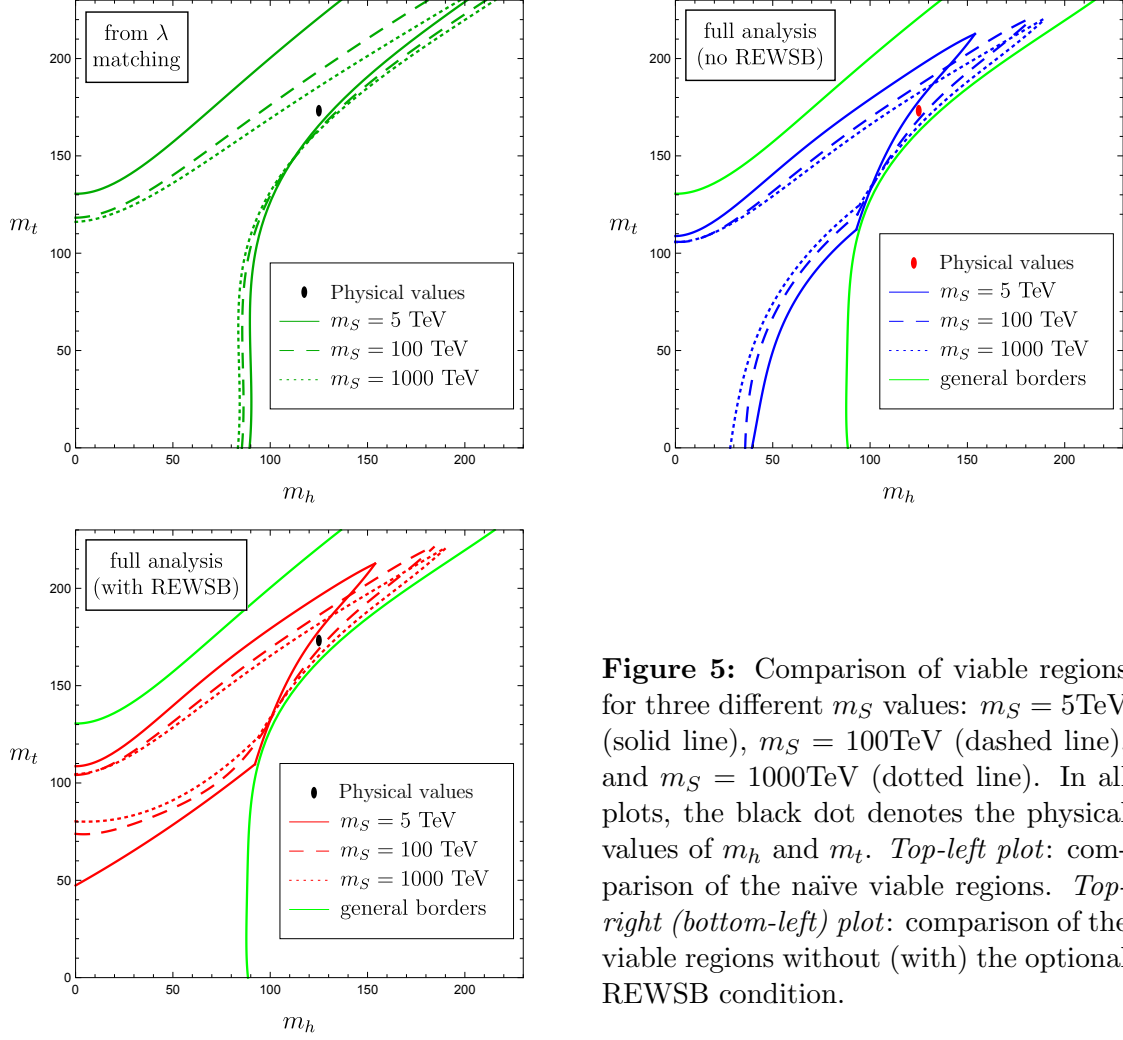 from λ
matching
200
150
100
50
0
m_t
Physical values
m_S = 5 TeV
m_S = 100 TeV
m_S = 1000 TeV
0 50 100 150 200
m_h
full analysis
(no REWSB)
200
150
100
50
0
m_t
Physical values
m_S = 5 TeV
m_S = 100 TeV
m_S = 1000 TeV
general borders
0 50 100 150 200
m_h
full analysis
(with REWSB)
200
150
100
50
0
m_t
Physical values
m_S = 5 TeV
m_S = 100 TeV
m_S = 1000 TeV
general borders
0 50 100 150 200
m_h
Figure 5: Comparison of viable regions
for three different m_S values: m_S = 5TeV
(solid line), m_S = 100TeV (dashed line),
and m_S = 1000TeV (dotted line). In all
plots, the black dot denotes the physical
values of m_h and m_t. Top-left plot: com-
parison of the naïve viable regions. Top-
right (bottom-left) plot: comparison of the
viable regions without (with) the optional
REWSB condition.